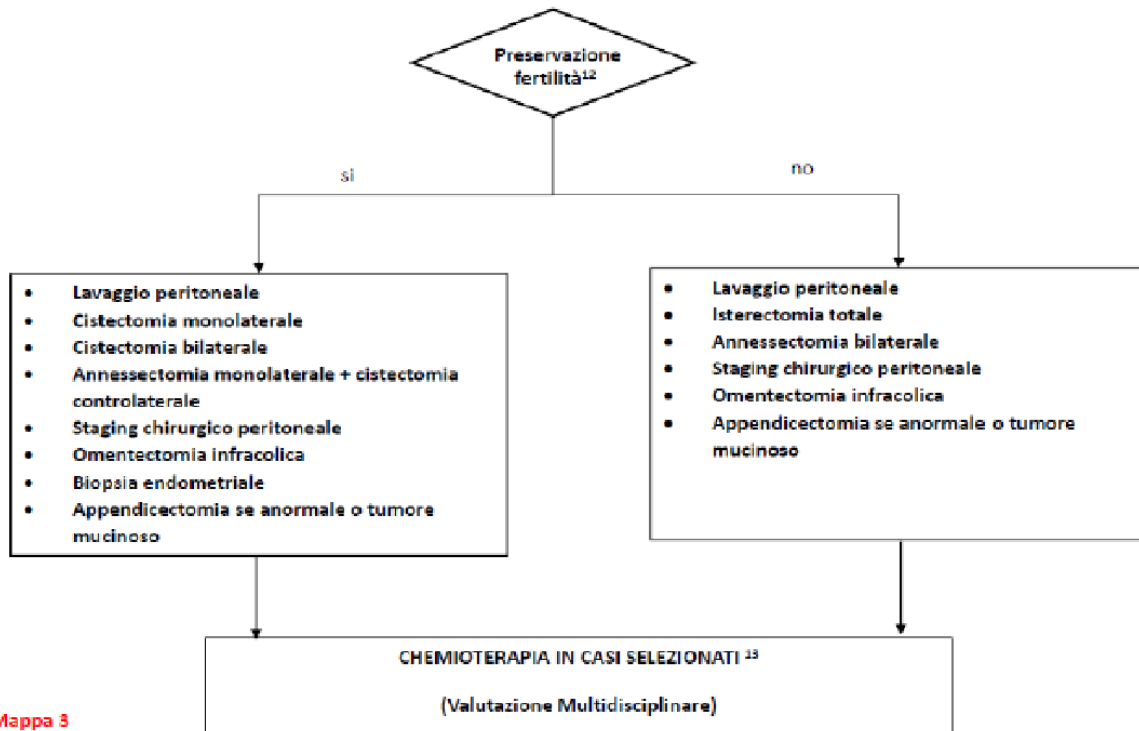 Preservazione
fertilità¹²
si
no
• Lavaggio peritoneale
• Cistectomia monolaterale
• Cistectomia bilaterale
• Annessectomia monolaterale + cistectomia
controlaterale
• Staging chirurgico peritoneale
• Omentectomia infracolica
• Biopsia endometriale
• Appendicectomia se anormale o tumore
mucinoso
• Lavaggio peritoneale
• Isterectomia totale
• Annessectomia bilaterale
• Staging chirurgico peritoneale
• Omentectomia infracolica
• Appendicectomia se anormale o tumore
mucinoso
CHEMIOTERAPIA IN CASI SELEZIONATI ¹³
(Valutazione Multidisciplinare)
Mappa 3